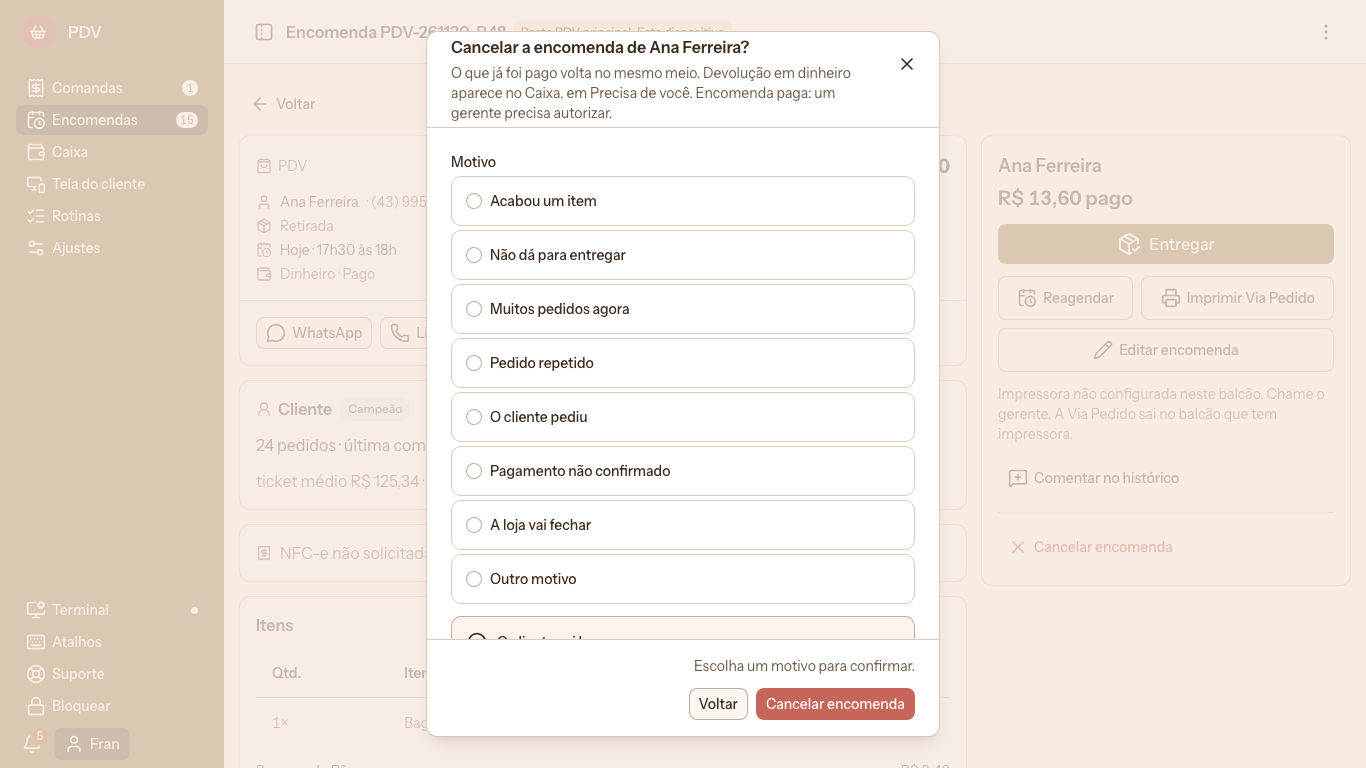 PDV
Comandas 1
Encomendas 15
Caixa
Tela do cliente
Rotinas
Ajustes
Terminal
Atalhos
Suporte
Bloquear
5
Fran
Encomenda PDV-261120-R48
Voltar
PDV
Ana Ferreira · (43) 995
Retirada
Hoje · 17h30 às 18h
Dinheiro · Pago
WhatsApp
Cliente Campeão
24 pedidos · última com
ticket médio R$ 125,34 ·
NFC-e não solicitada
Itens
Qtd.
1×
Cancelar a encomenda de Ana Ferreira?
O que já foi pago volta no mesmo meio. Devolução em dinheiro
aparece no Caixa, em Precisa de você. Encomenda paga: um
gerente precisa autorizar.
Motivo
Acabou um item
Não dá para entregar
Muitos pedidos agora
Pedido repetido
O cliente pediu
Pagamento não confirmado
A loja vai fechar
Outro motivo
Escolha um motivo para confirmar.
Voltar
Cancelar encomenda
Ana Ferreira
R$ 13,60 pago
Entregar
Reagendar
Imprimir Via Pedido
Editar encomenda
Impressora não configurada neste balcão. Chame o
gerente. A Via Pedido sai no balcão que tem
impressora.
Comentar no histórico
Cancelar encomenda